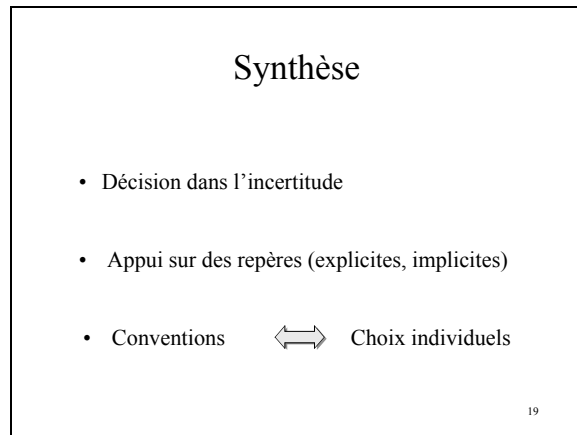 Synthèse
• Décision dans l’incertitude
• Appui sur des repères (explicites, implicites)
• Conventions Choix individuels
19